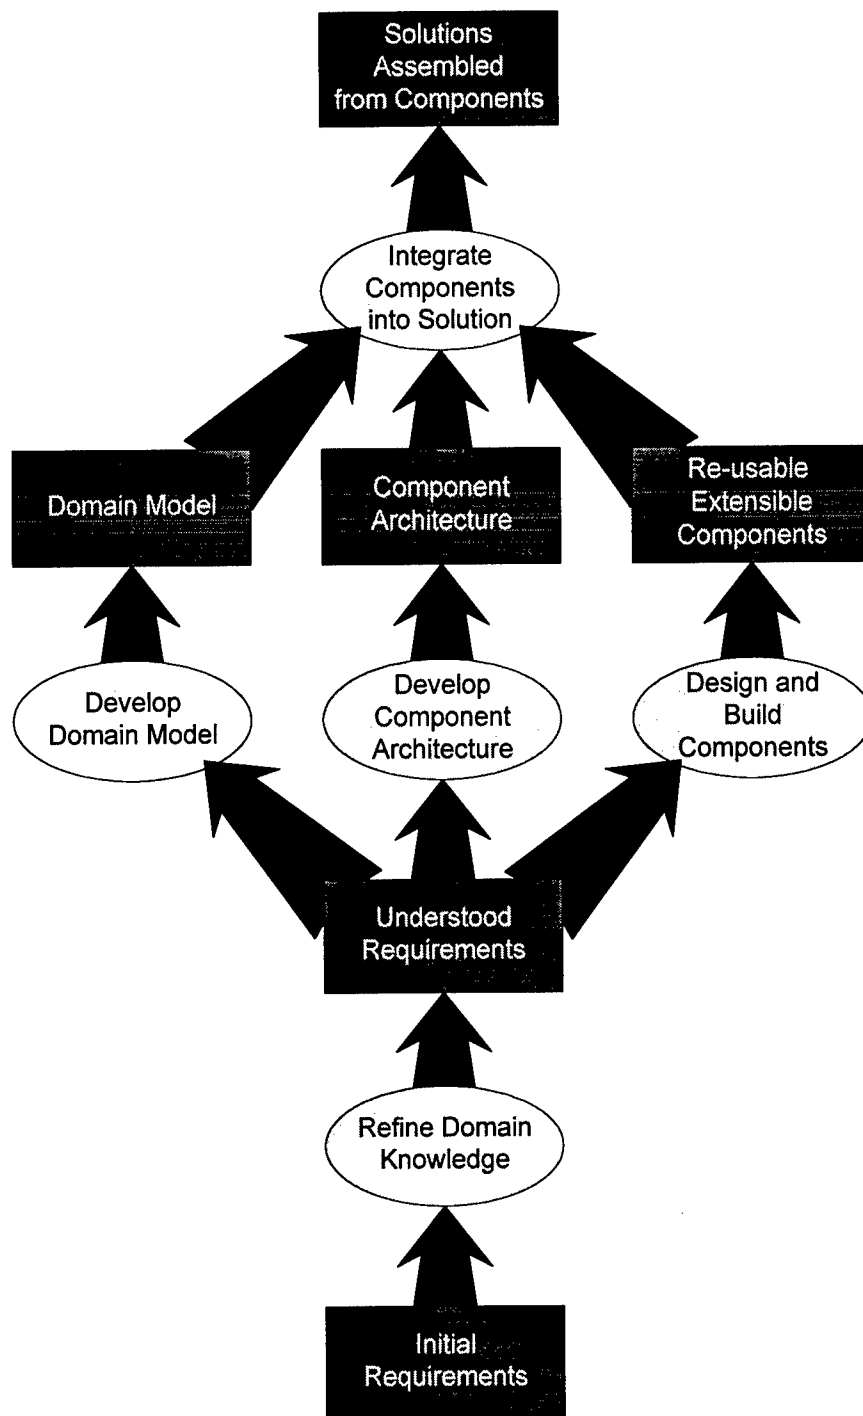 Solutions
Assembled
from Components
Integrate
Components
into Solution
Domain Model
Component
Architecture
Re-usable
Extensible
Components
Develop
Domain Model
Develop
Component
Architecture
Design and
Build
Components
Understood
Requirements
Refine Domain
Knowledge
Initial
Requirements